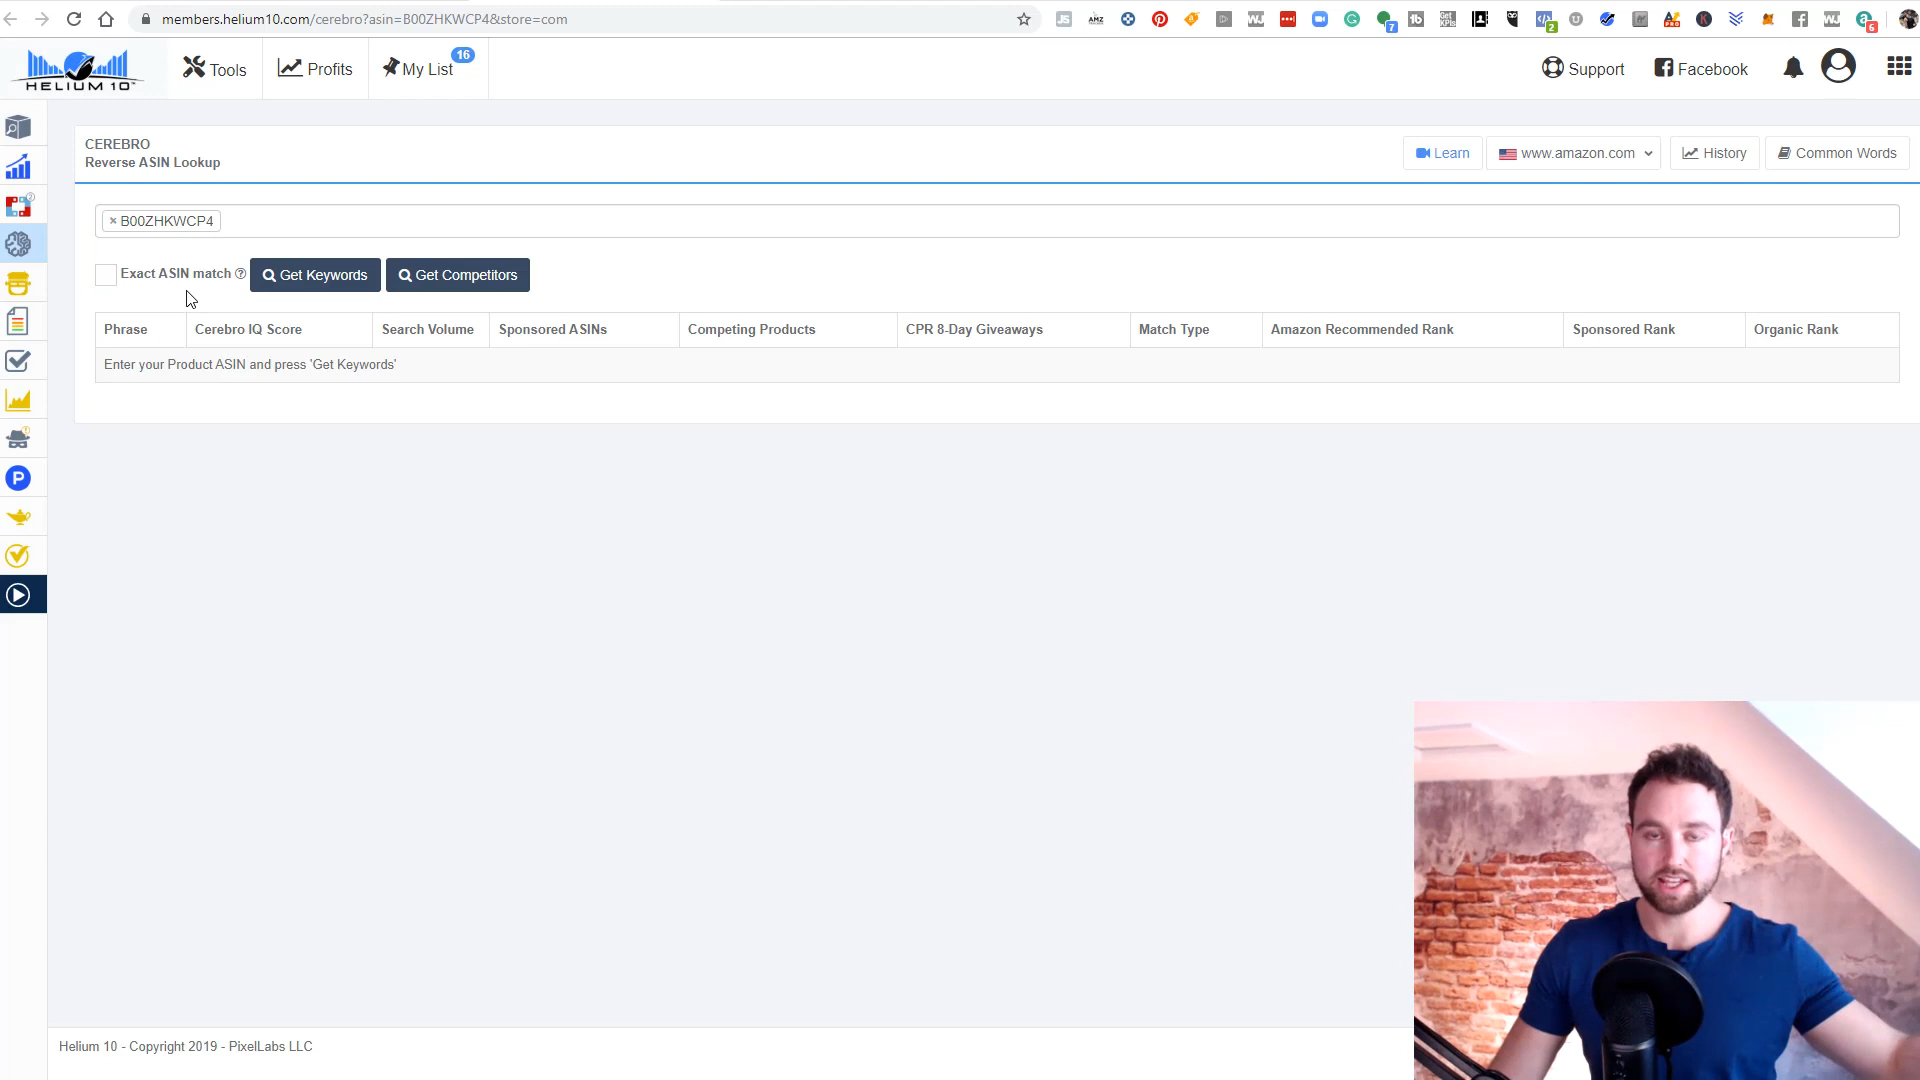 members.helium10.com/cerebro?asin=B00ZHKWCP4&store=com
HELIUM 10
Tools
Profits
My List
16
Support
Facebook
CEREBRO
Reverse ASIN Lookup
Learn
www.amazon.com
History
Common Words
× B00ZHKWCP4
Exact ASIN match
Get Keywords
Get Competitors
Phrase
Cerebro IQ Score
Search Volume
Sponsored ASINs
Competing Products
CPR 8-Day Giveaways
Match Type
Amazon Recommended Rank
Sponsored Rank
Organic Rank
Enter your Product ASIN and press 'Get Keywords'
Helium 10 - Copyright 2019 - PixelLabs LLC